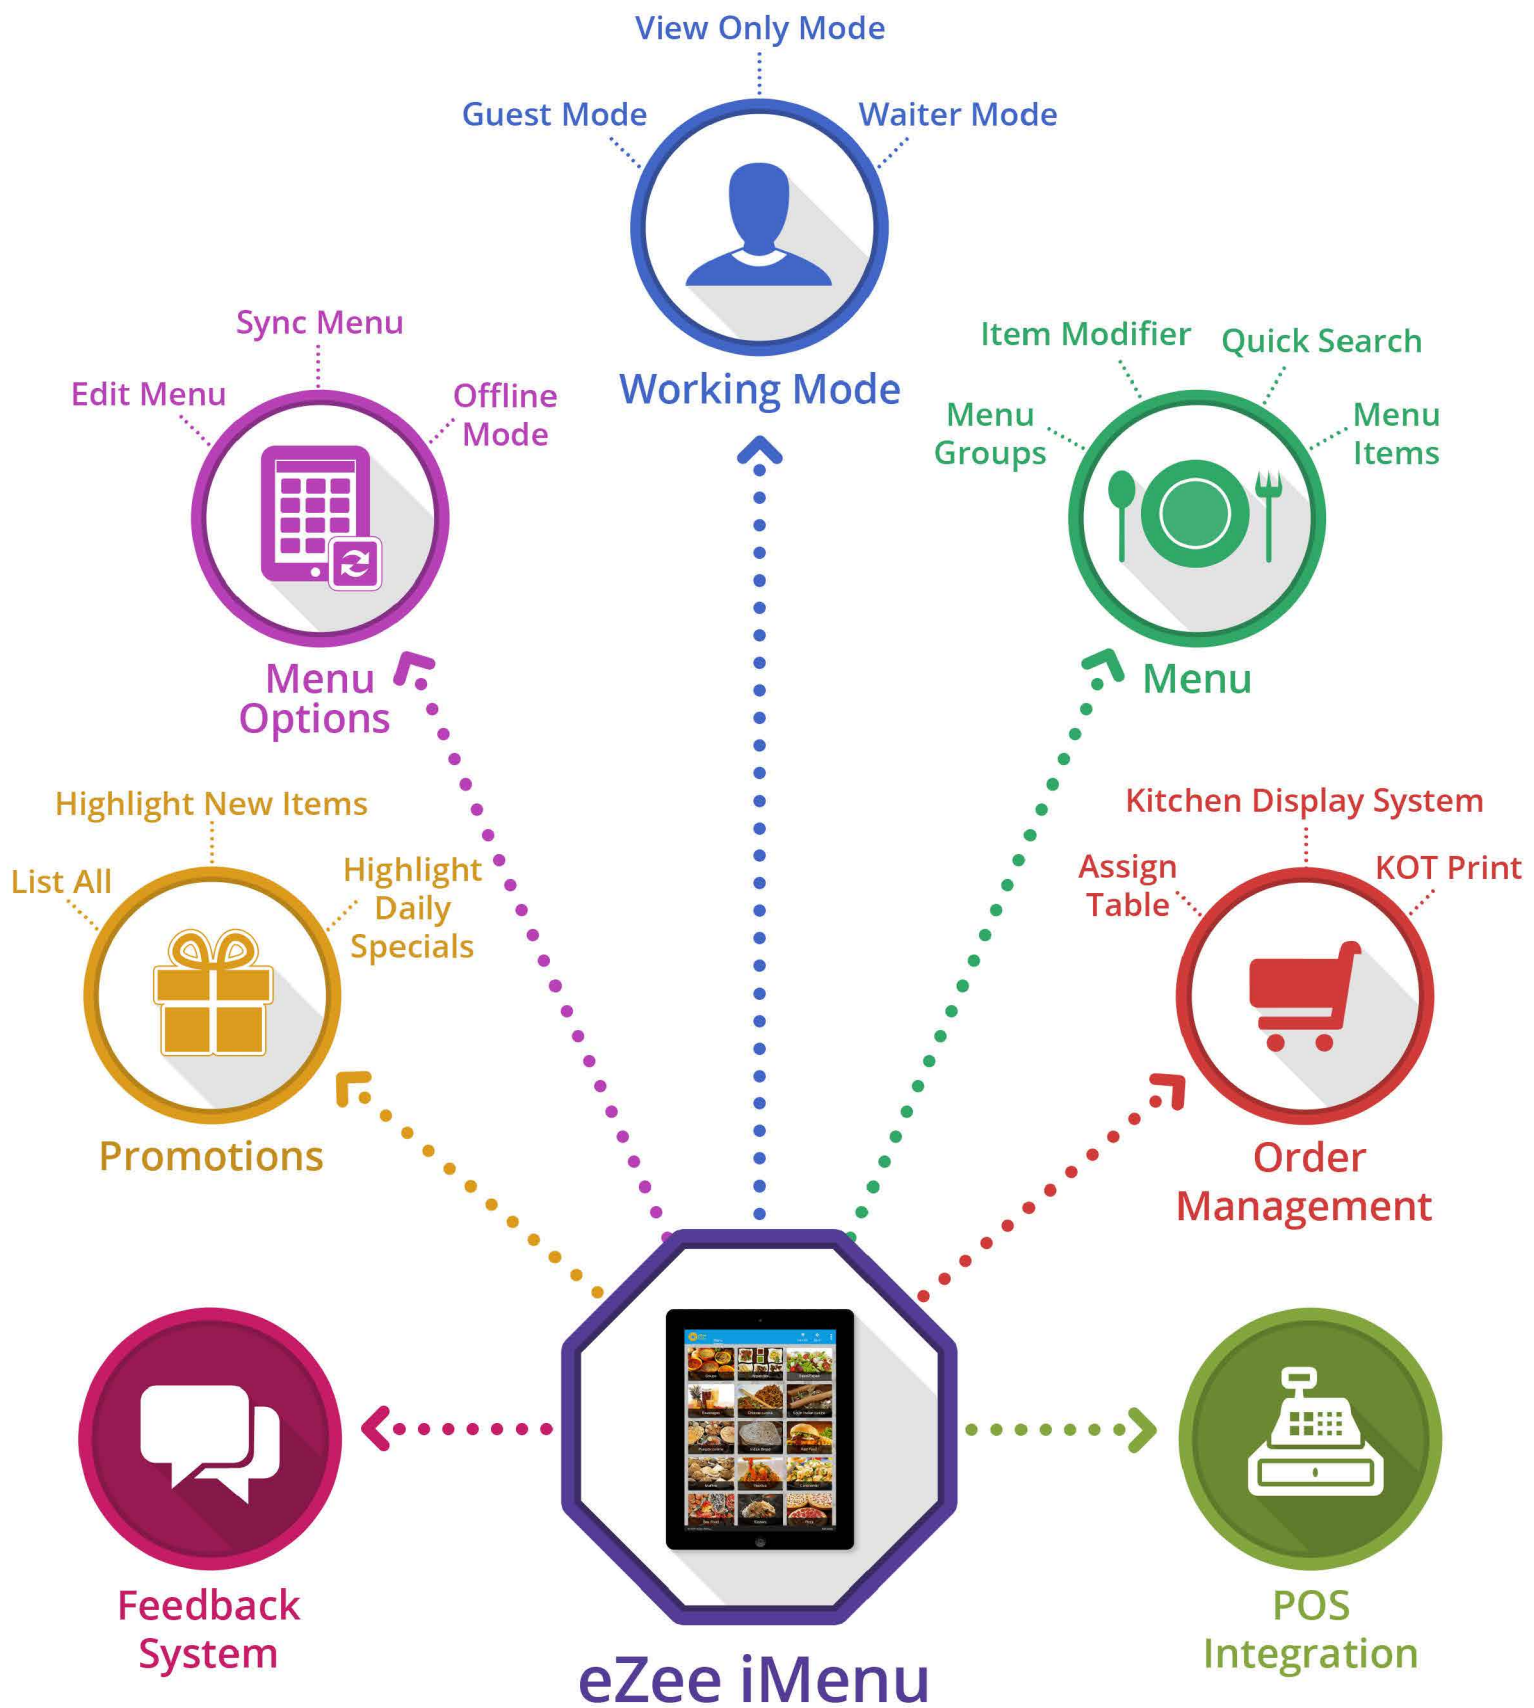 View Only Mode
Guest Mode
Waiter Mode
Working Mode
Sync Menu
Edit Menu
Offline
Mode
Menu
Options
Item Modifier
Quick Search
Menu
Groups
Menu
Items
Menu
Highlight New Items
List All
Highlight
Daily
Specials
Promotions
Kitchen Display System
Assign
Table
KOT Print
Order
Management
Feedback
System
POS
Integration
eZee iMenu